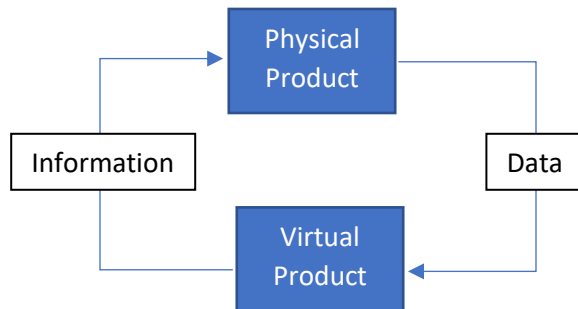 Physical
Product
Information
Data
Virtual
Product